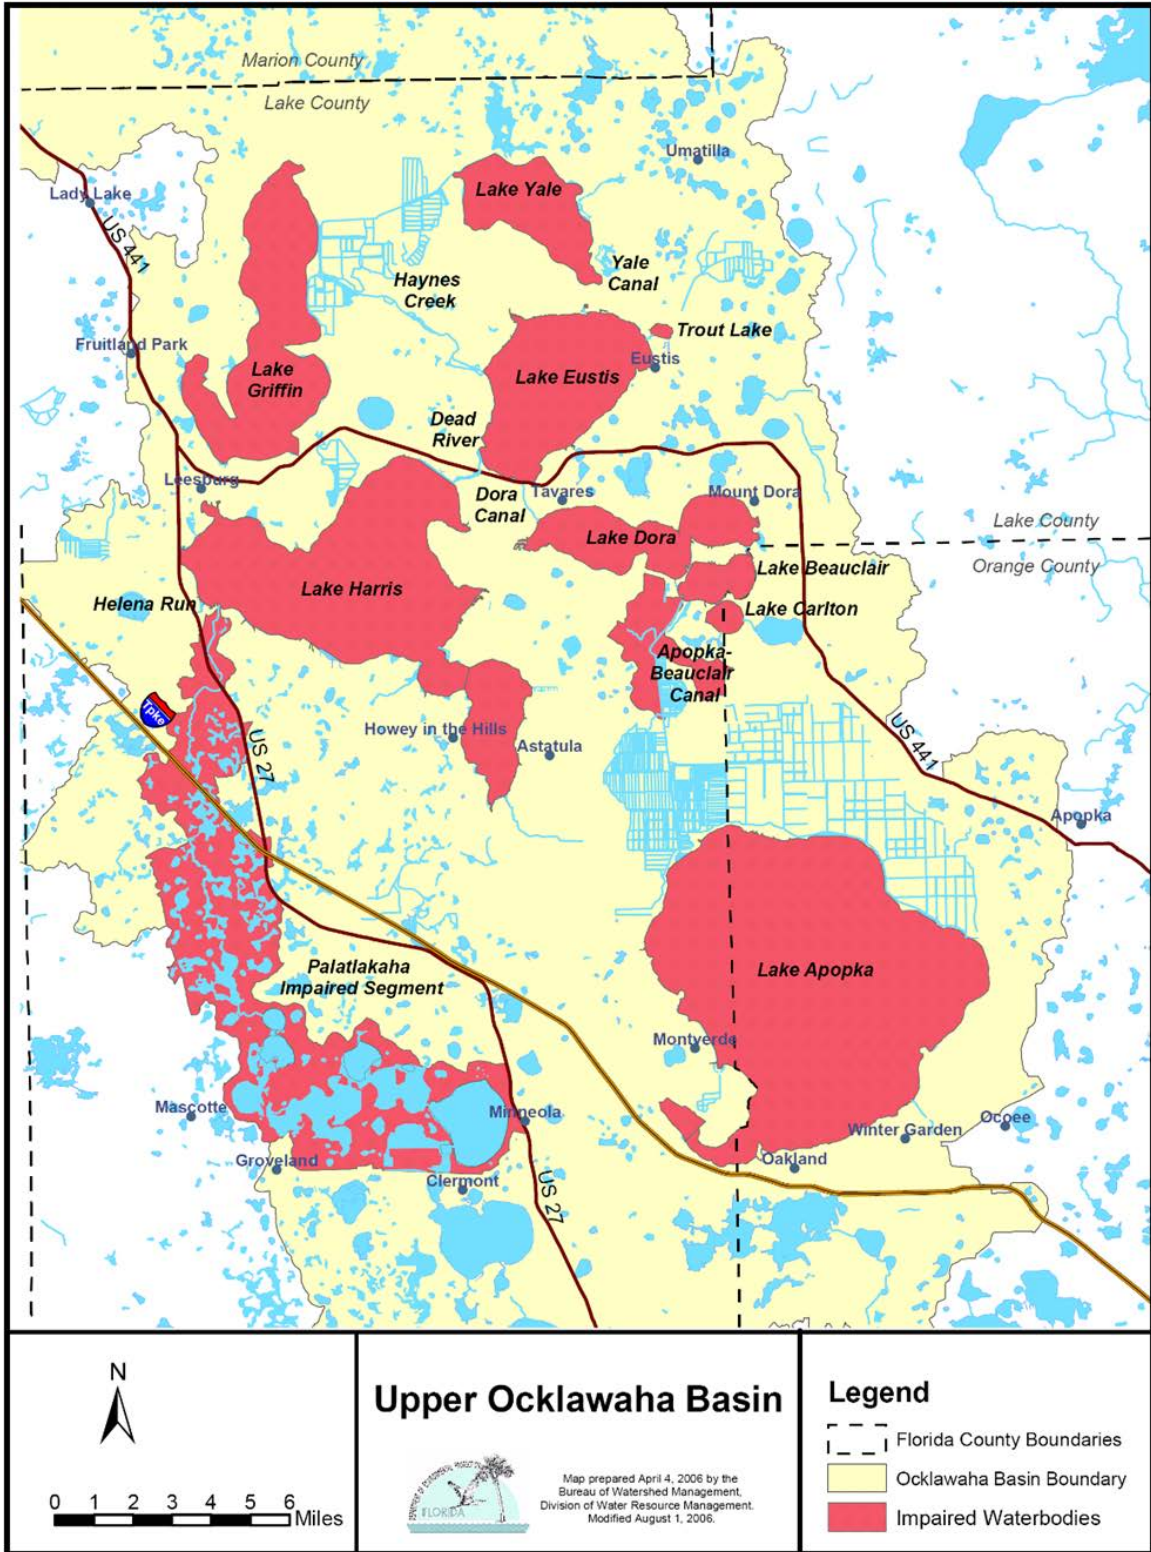 Marion County
Lake County
Umatilla
Lake Yale
Lady Lake
US 441
Yale
Canal
Haynes
Creek
Trout Lake
Fruitland Park
Eustis
Lake
Griffin
Lake Eustis
Dead
River
Leesburg
Dora
Canal
Tavares
Mount Dora
Lake County
Lake Dora
Orange County
Lake Beauclair
Lake Harris
Helena Run
Lake Carlton
Apopka-
Beauclair
Canal
Tpke
Howey in the Hills
US 27
Astatula
US 441
Apopka
Palatlakaha
Impaired Segment
Lake Apopka
Montverde
Mascotte
Minneola
Ocoee
Winter Garden
Groveland
Oakland
Clermont
US 27
N
0 1 2 3 4 5 6
Miles
Upper Ocklawaha Basin
FLORIDA
Map prepared April 4, 2006 by the
Bureau of Watershed Management,
Division of Water Resource Management.
Modified August 1, 2006.
Legend
Florida County Boundaries
Ocklawaha Basin Boundary
Impaired Waterbodies